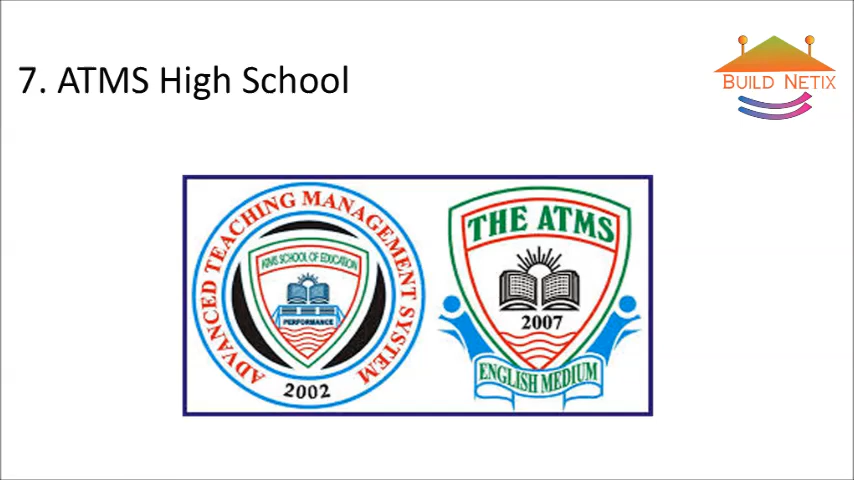 7. ATMS High School
BUILD NETIX
ADVANCED TEACHING MANAGEMENT SYSTEM
ATMS SCHOOL OF EDUCATION
PERFORMANCE
2002
THE ATMS
2007
ENGLISH MEDIUM